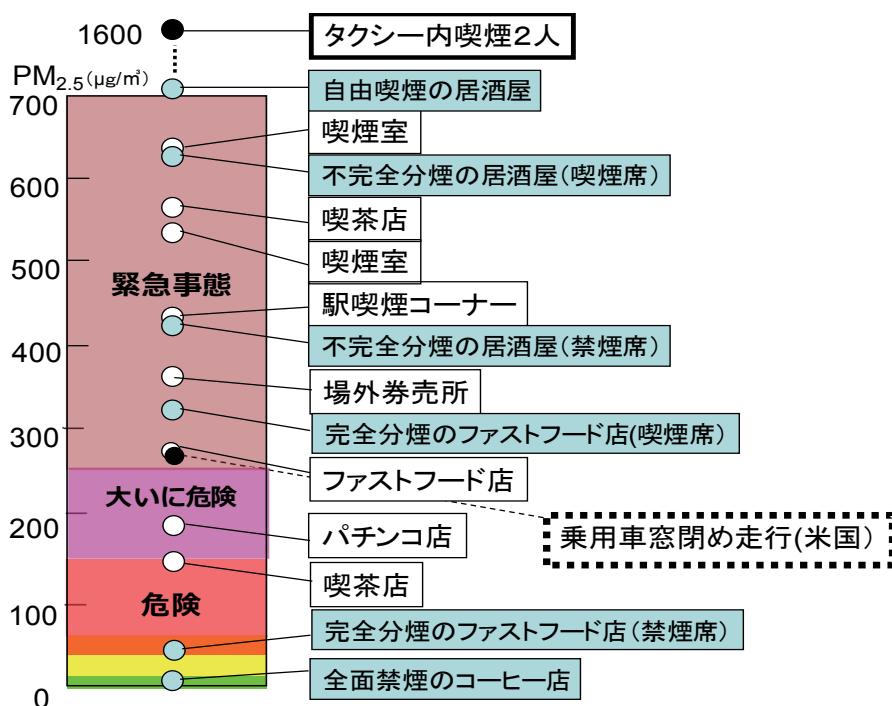 1600
タクシー内喫煙2人
PM2.5(μg/㎥)
700
自由喫煙の居酒屋
喫煙室
不完全分煙の居酒屋(喫煙席)
600
喫茶店
喫煙室
500
緊急事態
駅喫煙コーナー
不完全分煙の居酒屋(禁煙席)
400
場外券売所
完全分煙のファストフード店(喫煙席)
300
ファストフード店
大いに危険
200
パチンコ店
乗用車窓閉め走行(米国)
喫茶店
危険
100
完全分煙のファストフード店(禁煙席)
全面禁煙のコーヒー店
0